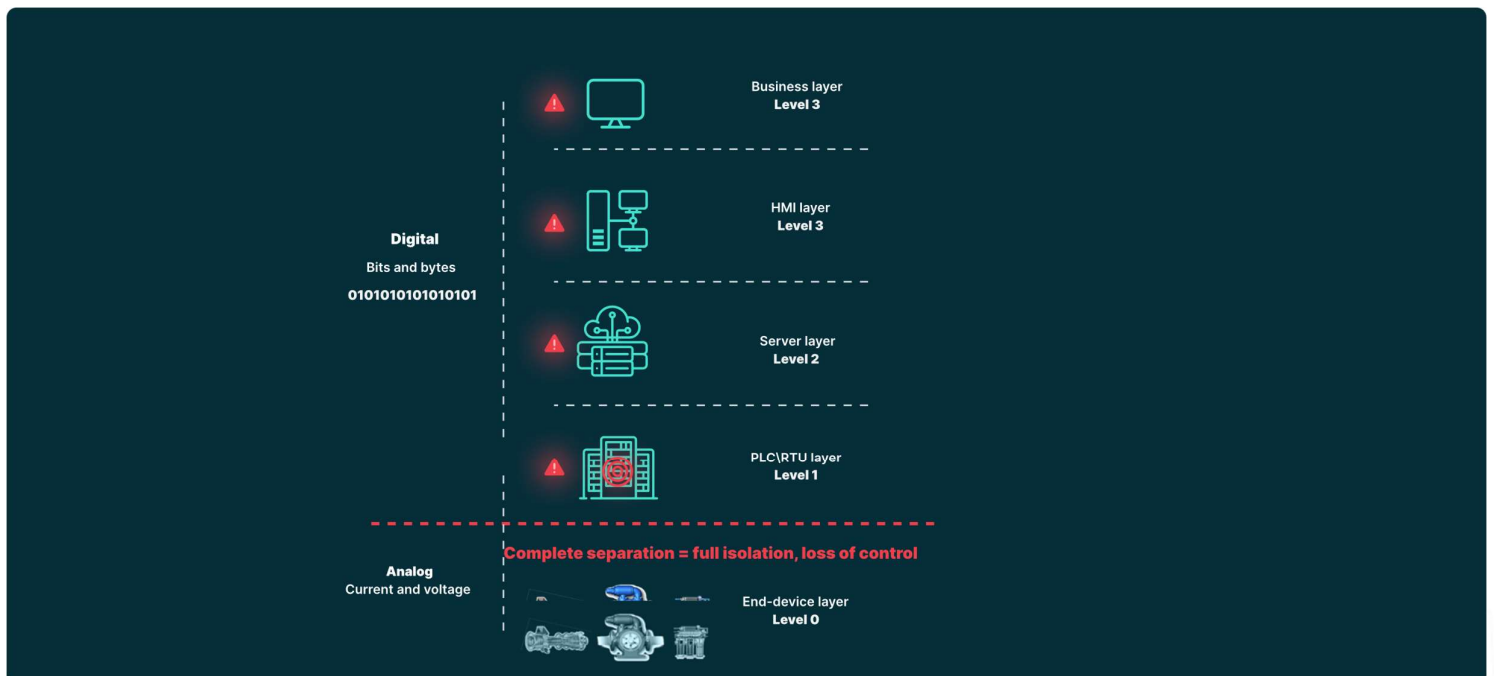 Business layer
Level 3
HMI layer
Level 3
Digital
Bits and bytes
0101010101010101
Server layer
Level 2
PLC\RTU layer
Level 1
Complete separation = full isolation, loss of control
Analog
Current and voltage
End-device layer
Level 0